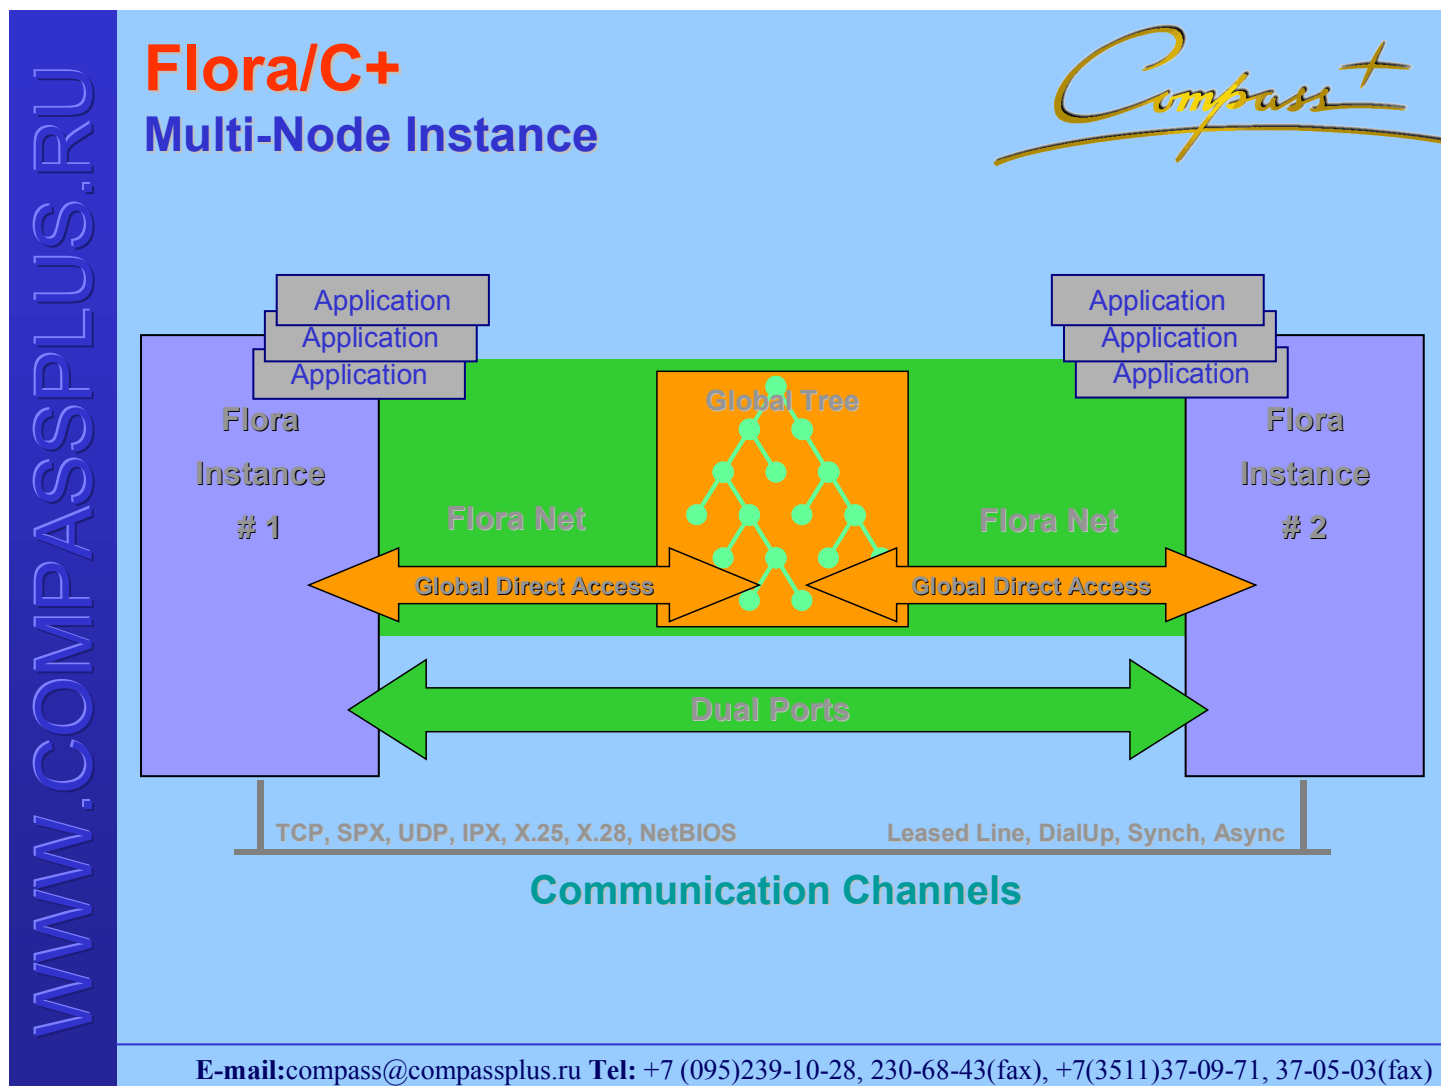 WWW.COMPASSPLUS.RU
Flora/C+
Multi-Node Instance
Compass+
Application
Application
Application
Application
Application
Application
Flora
Instance
# 1
Global Tree
Flora
Instance
# 2
Flora Net
Flora Net
Global Direct Access
Global Direct Access
Dual Ports
TCP, SPX, UDP, IPX, X.25, X.28, NetBIOS
Leased Line, DialUp, Synch, Async
Communication Channels
E-mail:compass@compassplus.ru Tel: +7 (095)239-10-28, 230-68-43(fax), +7(3511)37-09-71, 37-05-03(fax)